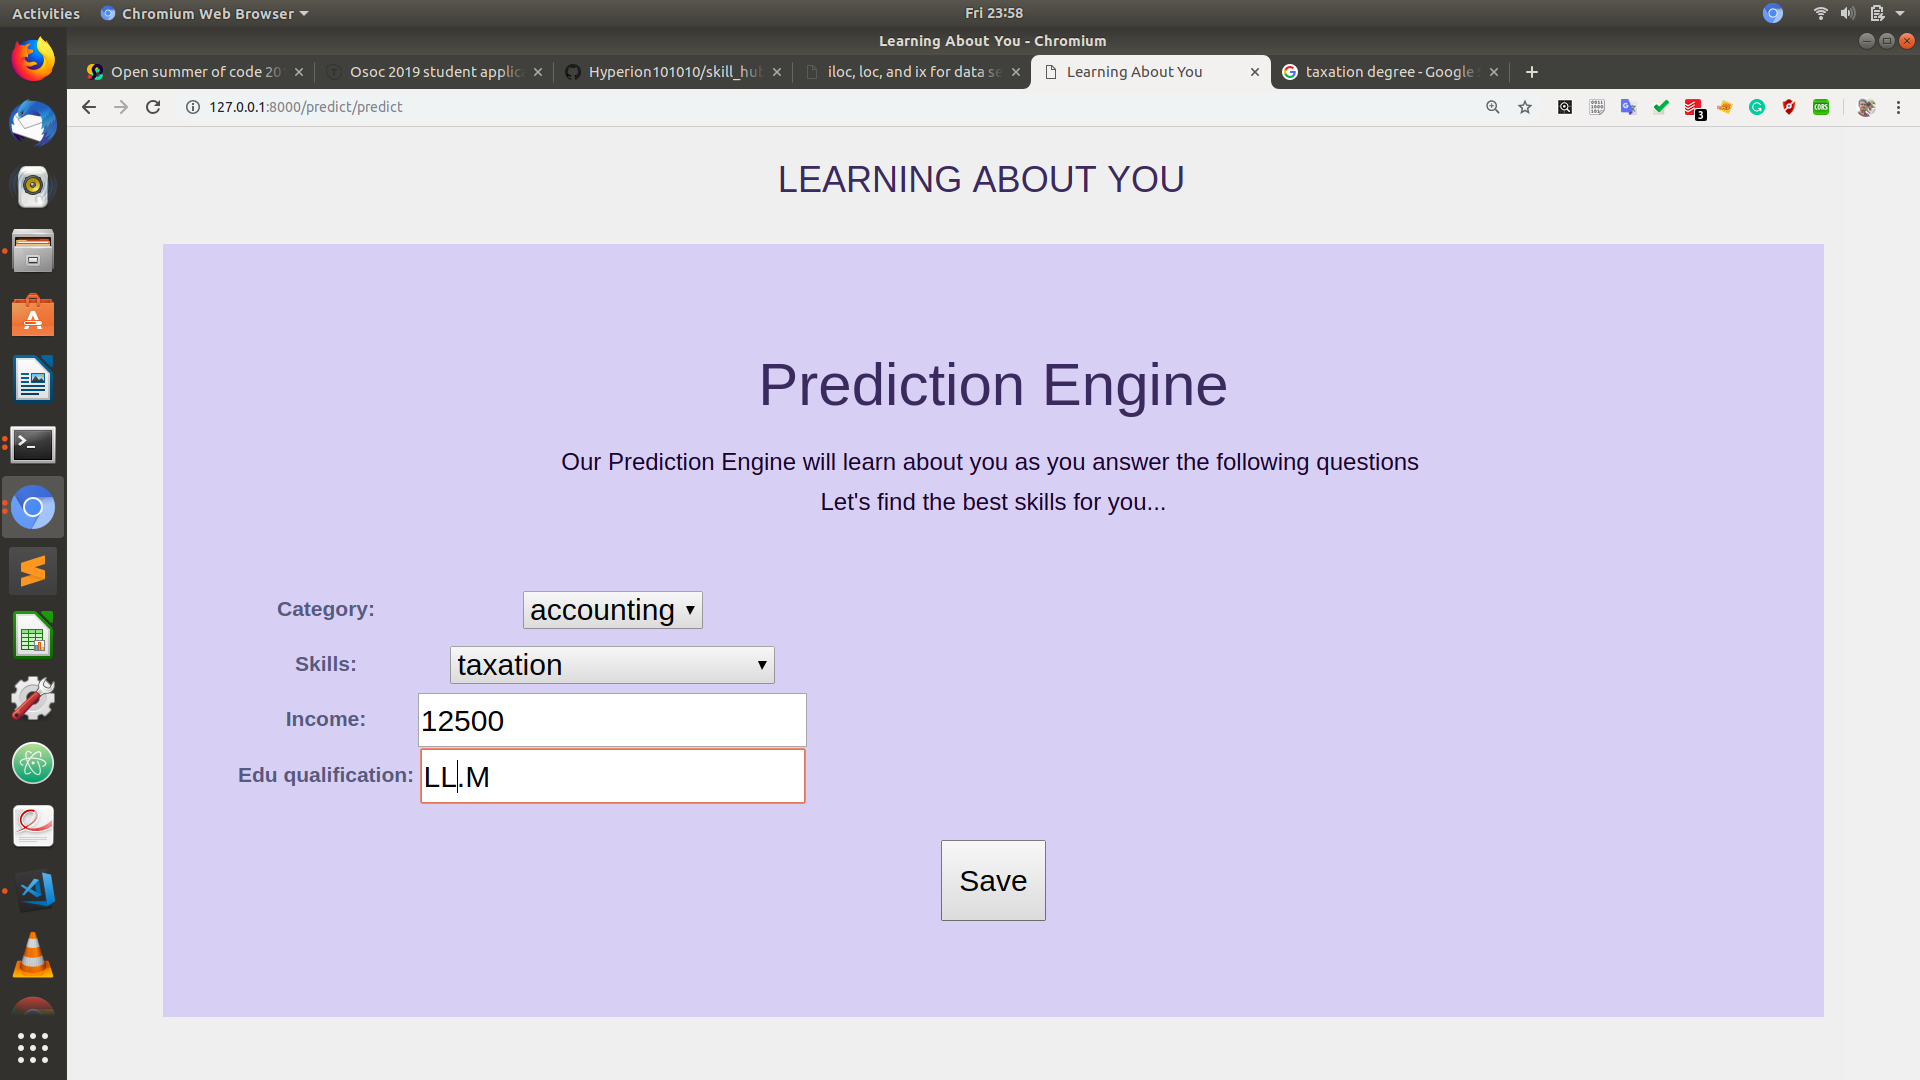 Activities Chromium Web Browser Fri 23:58
Learning About You - Chromium
Open summer of code 20 Osoc 2019 student applic Hyperion101010/skill_hu iloc, loc, and ix for data se Learning About You taxation degree - Google
127.0.0.1:8000/predict/predict 3 CORS
LEARNING ABOUT YOU
Prediction Engine
Our Prediction Engine will learn about you as you answer the following questions
Let's find the best skills for you...
Category: accounting
Skills: taxation
Income: 12500
Edu qualification: LL.M
Save